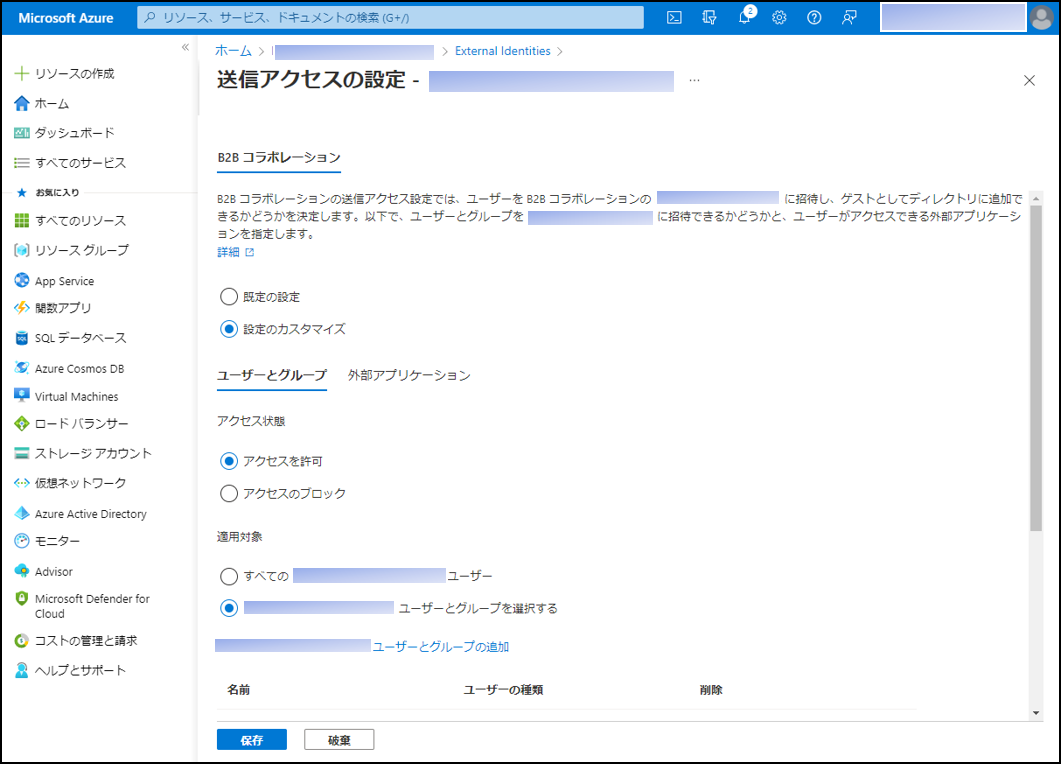 Microsoft Azure
リソース、サービス、ドキュメントの検索 (G+/)
2
ホーム > > External Identities >
送信アクセスの設定 - ...
«
リソースの作成
ホーム
ダッシュボード
すべてのサービス
お気に入り
すべてのリソース
リソース グループ
App Service
関数アプリ
SQL データベース
Azure Cosmos DB
Virtual Machines
ロード バランサー
ストレージ アカウント
仮想ネットワーク
Azure Active Directory
モニター
Advisor
Microsoft Defender for
Cloud
コストの管理と請求
ヘルプとサポート
B2B コラボレーション
B2B コラボレーションの送信アクセス設定では、ユーザーを B2B コラボレーションの に招待し、ゲストとしてディレクトリに追加で
きるかどうかを決定します。以下で、ユーザーとグループを に招待できるかどうかと、ユーザーがアクセスできる外部アプリケーシ
ョンを指定します。
詳細
既定の設定
設定のカスタマイズ
ユーザーとグループ 外部アプリケーション
アクセス状態
アクセスを許可
アクセスのブロック
適用対象
すべての ユーザー
ユーザーとグループを選択する
ユーザーとグループの追加
名前 ユーザーの種類 削除
保存 破棄